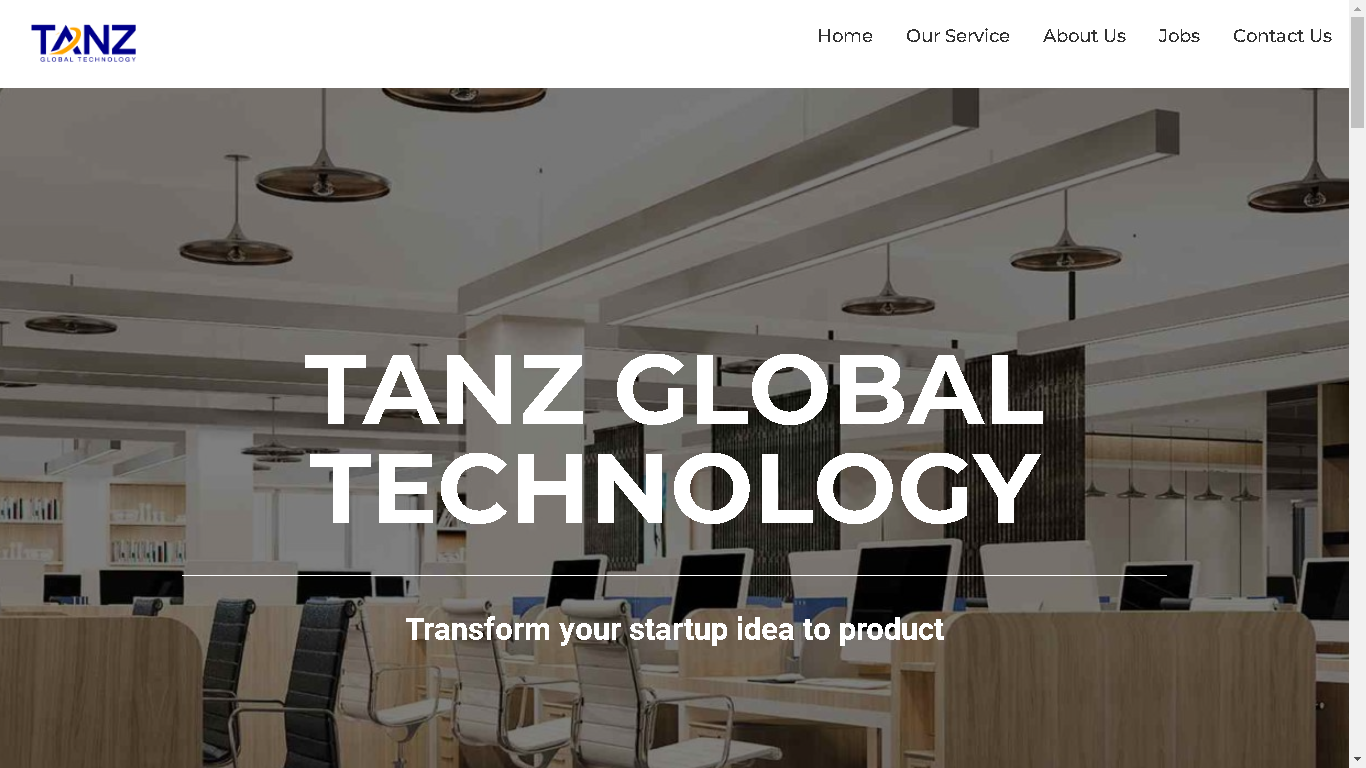 TANZ
GLOBAL TECHNOLOGY
Home
Our Service
About Us
Jobs
Contact Us
TANZ GLOBAL
TECHNOLOGY
Transform your startup idea to product